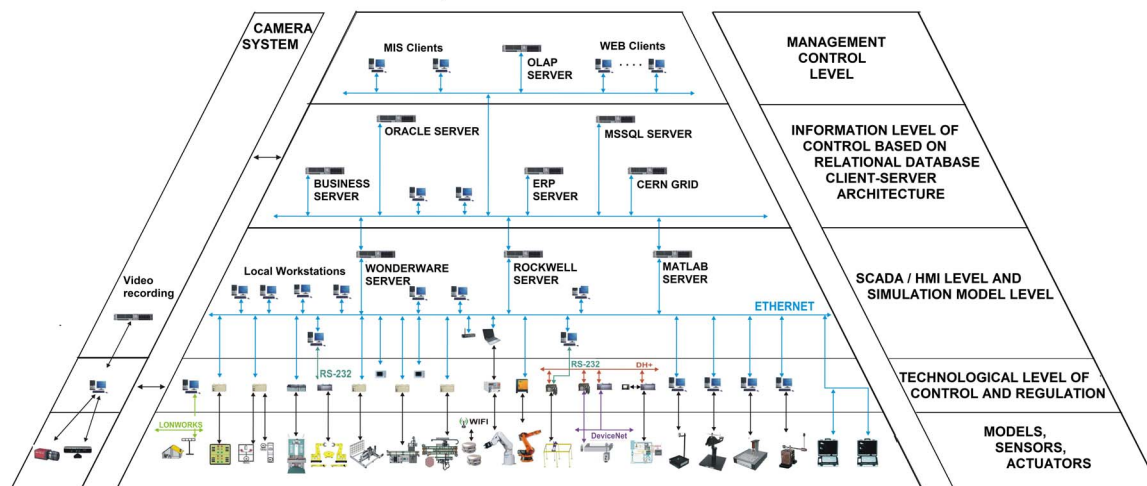 CAMERA
SYSTEM
MIS Clients
OLAP
SERVER
WEB Clients
MANAGEMENT
CONTROL
LEVEL
ORACLE SERVER
MSSQL SERVER
BUSINESS
SERVER
ERP
SERVER
CERN GRID
INFORMATION LEVEL OF
CONTROL BASED ON
RELATIONAL DATABASE
CLIENT-SERVER
ARCHITECTURE
Video
recording
Local Workstations
WONDERWARE
SERVER
ROCKWELL
SERVER
MATLAB
SERVER
ETHERNET
SCADA / HMI LEVEL AND
SIMULATION MODEL LEVEL
RS-232
RS-232
DH+
TECHNOLOGICAL LEVEL OF
CONTROL AND REGULATION
LONWORKS
WIFI
DeviceNet
MODELS,
SENSORS,
ACTUATORS